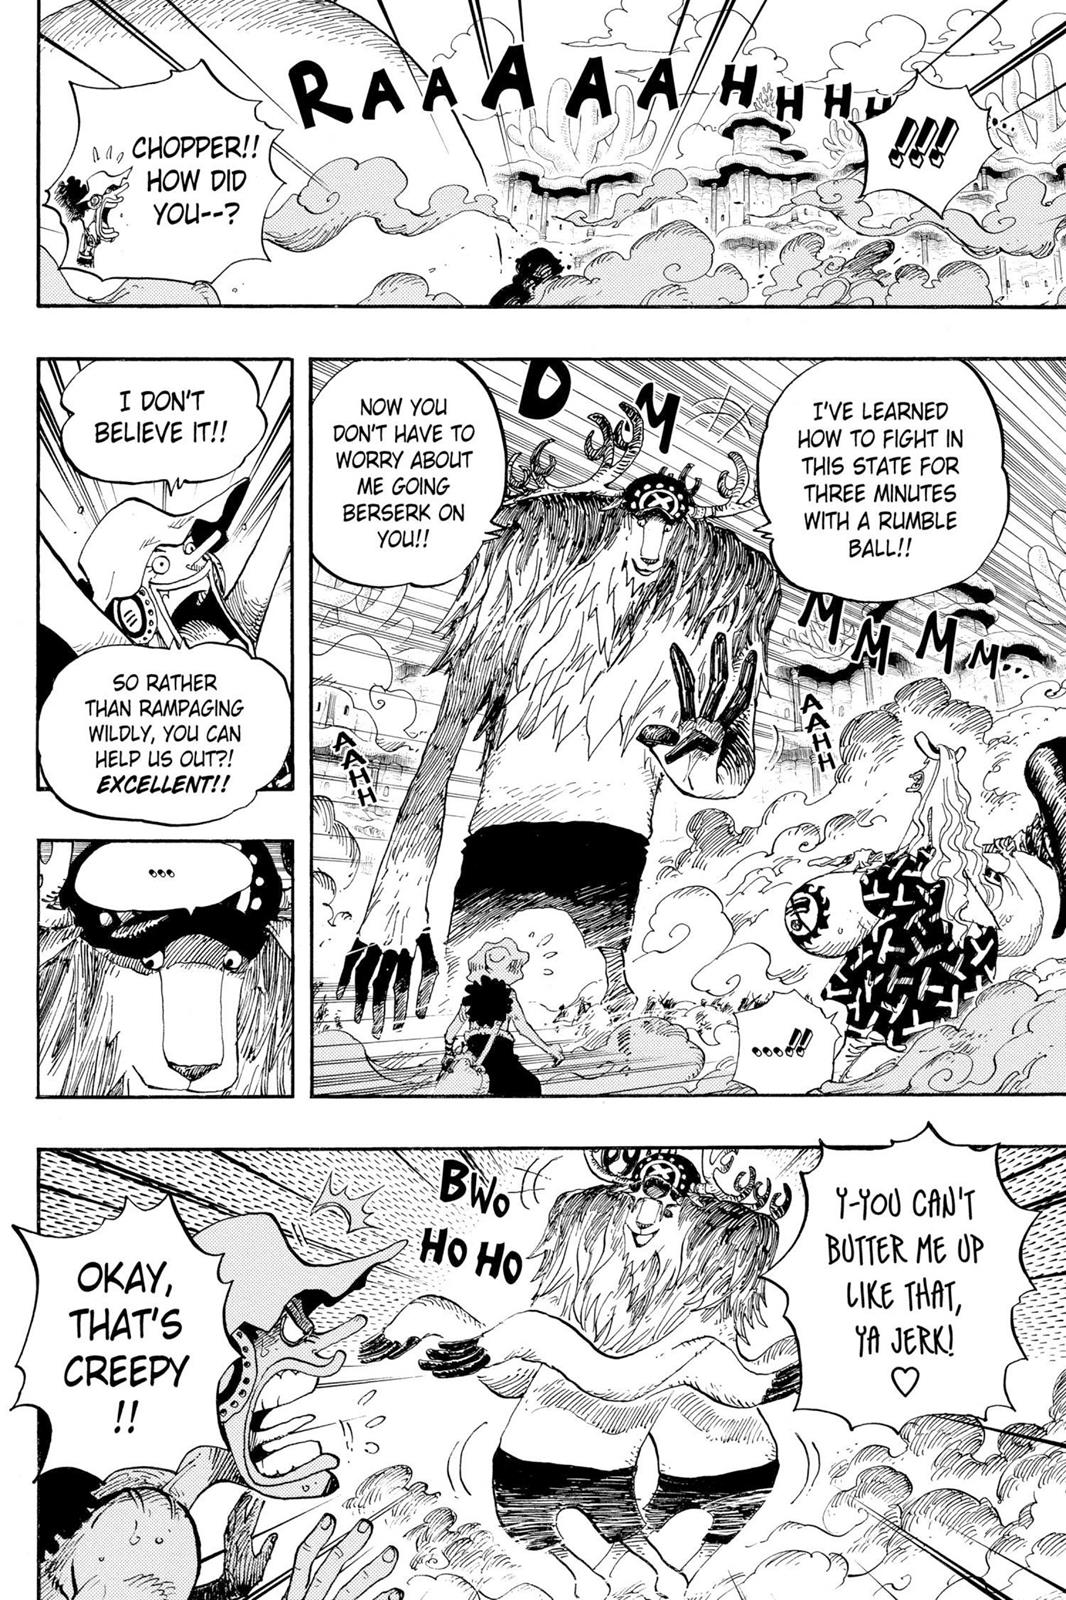 RAAAAAAHHHHH
!!!!
CHOPPER!!
HOW DID
YOU--?
D M
M M M M...
I'VE LEARNED
HOW TO FIGHT IN
THIS STATE FOR
THREE MINUTES
WITH A RUMBLE
BALL!!
NOW YOU
DON'T HAVE TO
WORRY ABOUT
ME GOING
BERSERK ON
YOU!!
AAHH
AAHH
....!!
I DON'T
BELIEVE IT!!
SO RATHER
THAN RAMPAGING
WILDLY, YOU CAN
HELP US OUT?!
EXCELLENT!!
...
Y-YOU CAN'T
BUTTER ME UP
LIKE THAT,
YA JERK!
♡
BWO
HO HO
OKAY,
THAT'S
CREEPY
!!